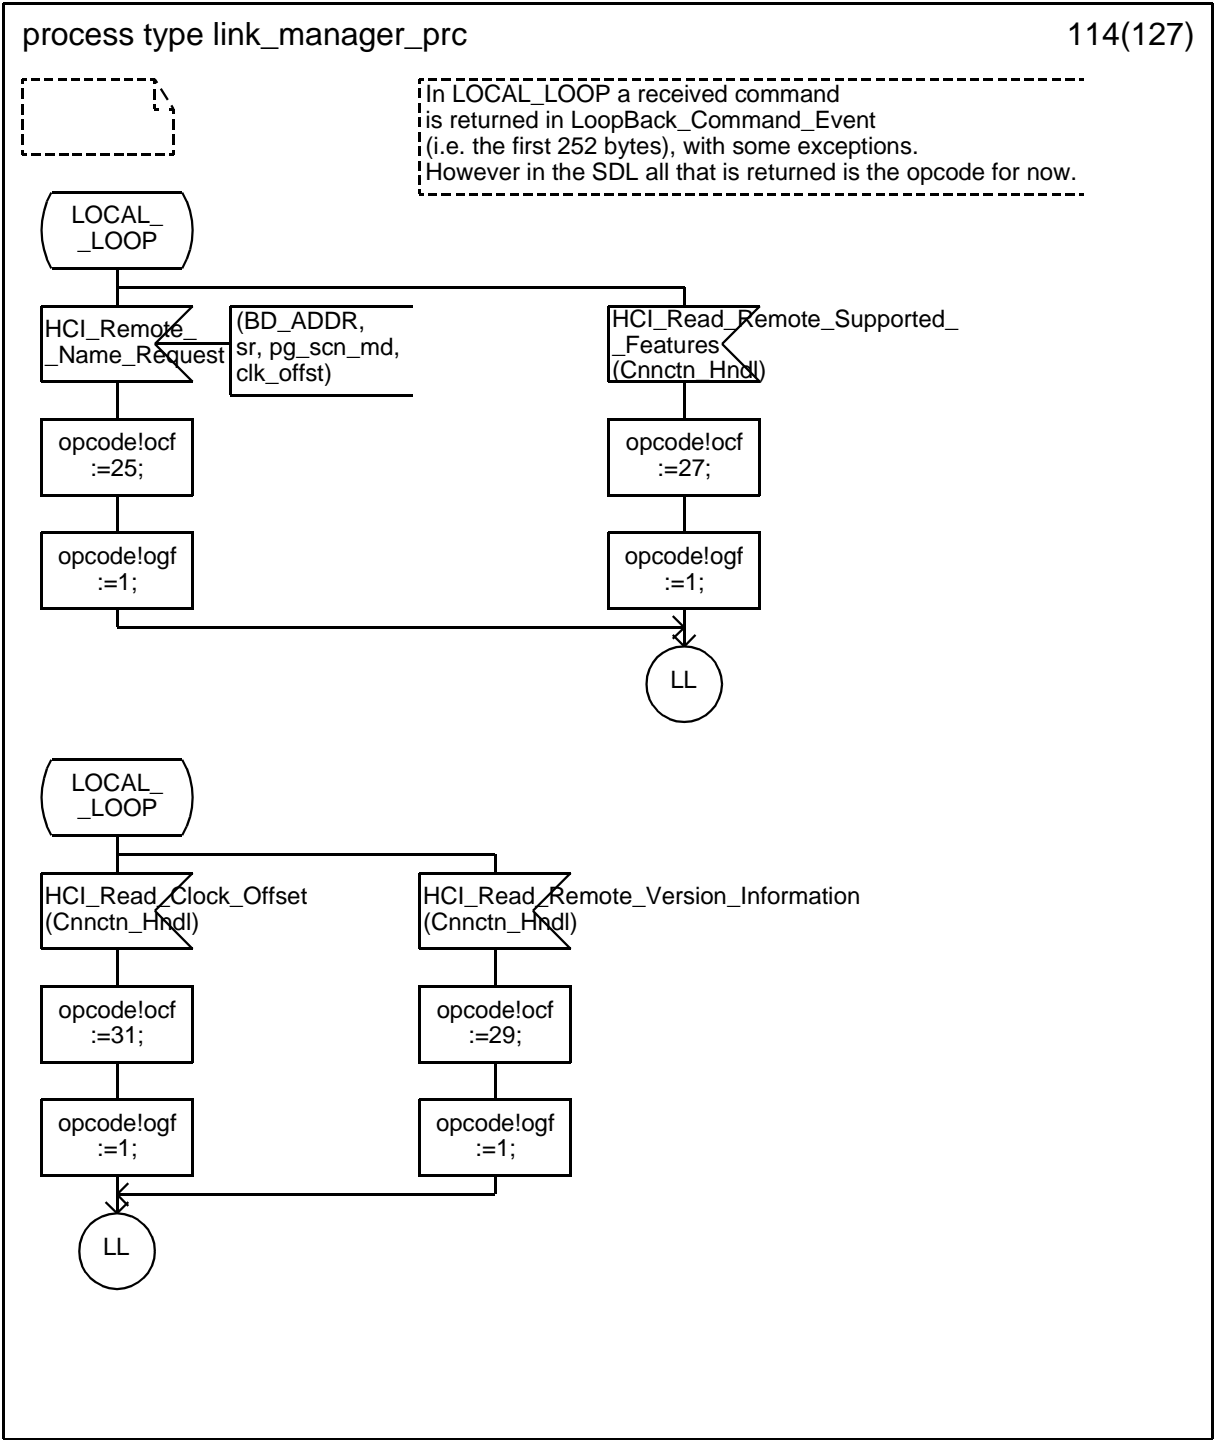 process type link_manager_prc
114(127)
In LOCAL_LOOP a received command
is returned in LoopBack_Command_Event
(i.e. the first 252 bytes), with some exceptions.
However in the SDL all that is returned is the opcode for now.
LOCAL_
_LOOP
HCI_Remote_
_Name_Request
(BD_ADDR,
sr, pg_scn_md,
clk_offst)
HCI_Read_Remote_Supported_
_Features
(Cnnctn_Hndl)
opcode!ocf
:=25;
opcode!ocf
:=27;
opcode!ogf
:=1;
opcode!ogf
:=1;
LL
LOCAL_
_LOOP
HCI_Read_Clock_Offset
(Cnnctn_Hndl)
HCI_Read_Remote_Version_Information
(Cnnctn_Hndl)
opcode!ocf
:=31;
opcode!ocf
:=29;
opcode!ogf
:=1;
opcode!ogf
:=1;
LL